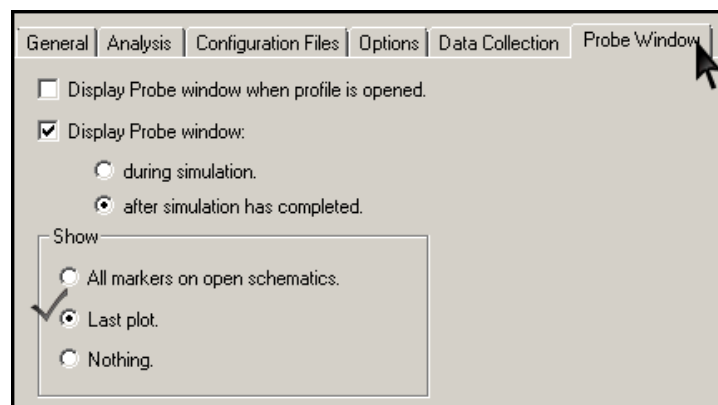 General Analysis Configuration Files Options Data Collection Probe Window
Display Probe window when profile is opened.
Display Probe window:
during simulation.
after simulation has completed.
Show
All markers on open schematics.
Last plot.
Nothing.